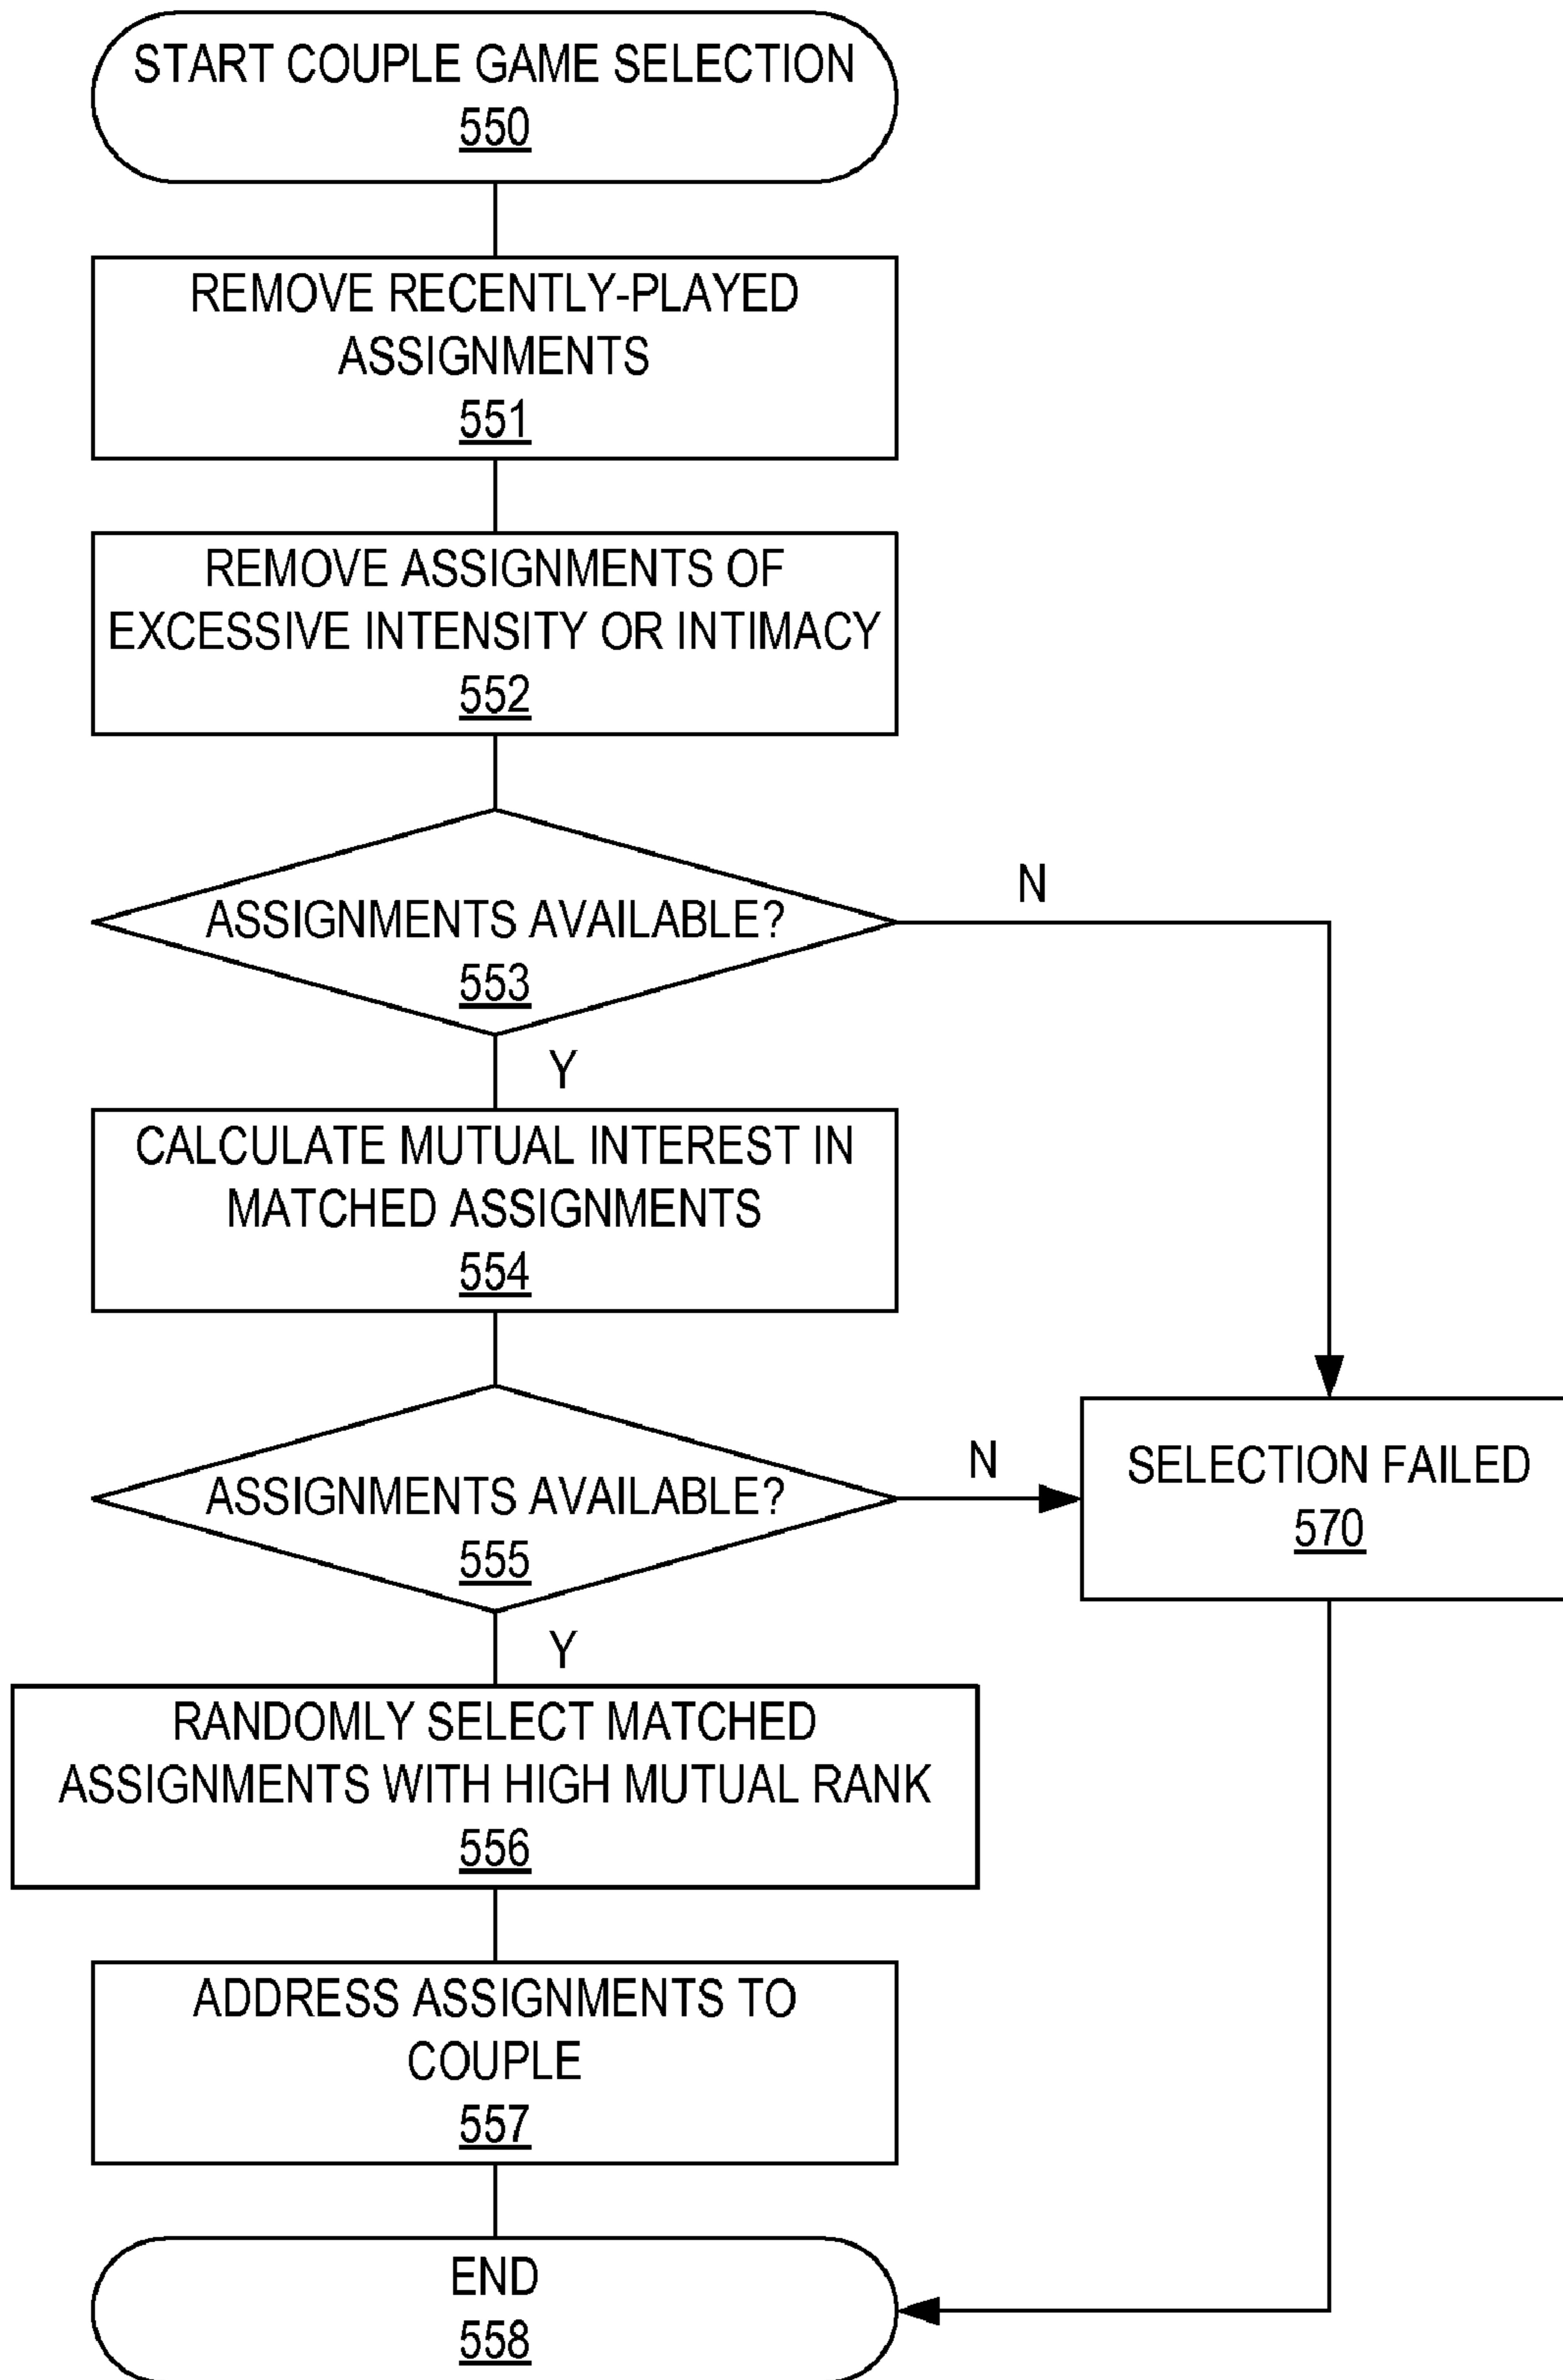 START COUPLE GAME SELECTION
550
REMOVE RECENTLY-PLAYED
ASSIGNMENTS
551
REMOVE ASSIGNMENTS OF
EXCESSIVE INTENSITY OR INTIMACY
552
ASSIGNMENTS AVAILABLE?
553
N
Y
CALCULATE MUTUAL INTEREST IN
MATCHED ASSIGNMENTS
554
ASSIGNMENTS AVAILABLE?
555
N
SELECTION FAILED
570
Y
RANDOMLY SELECT MATCHED
ASSIGNMENTS WITH HIGH MUTUAL RANK
556
ADDRESS ASSIGNMENTS TO
COUPLE
557
END
558